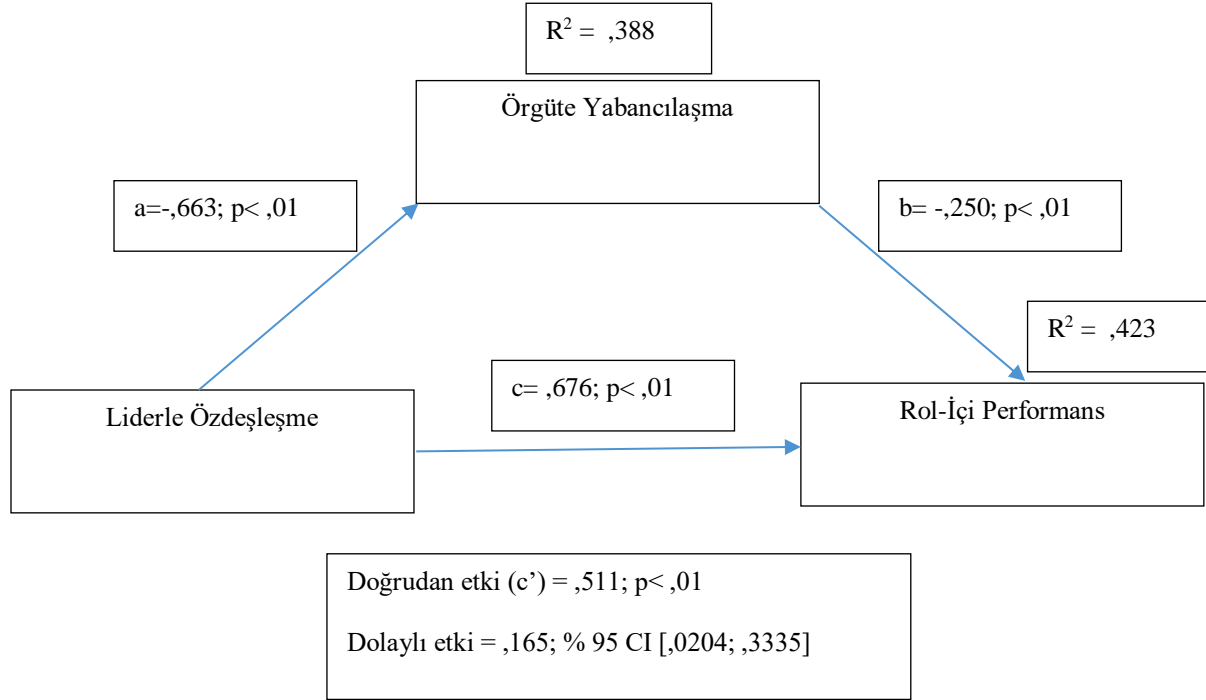 R² = ,388
Örgüte Yabancılaşma
a=-,663; p< ,01
b= -,250; p< ,01
R² = ,423
c= ,676; p< ,01
Liderle Özdeşleşme
Rol-İçi Performans
Doğrudan etki (c’) = ,511; p< ,01
Dolaylı etki = ,165; % 95 CI [,0204; ,3335]